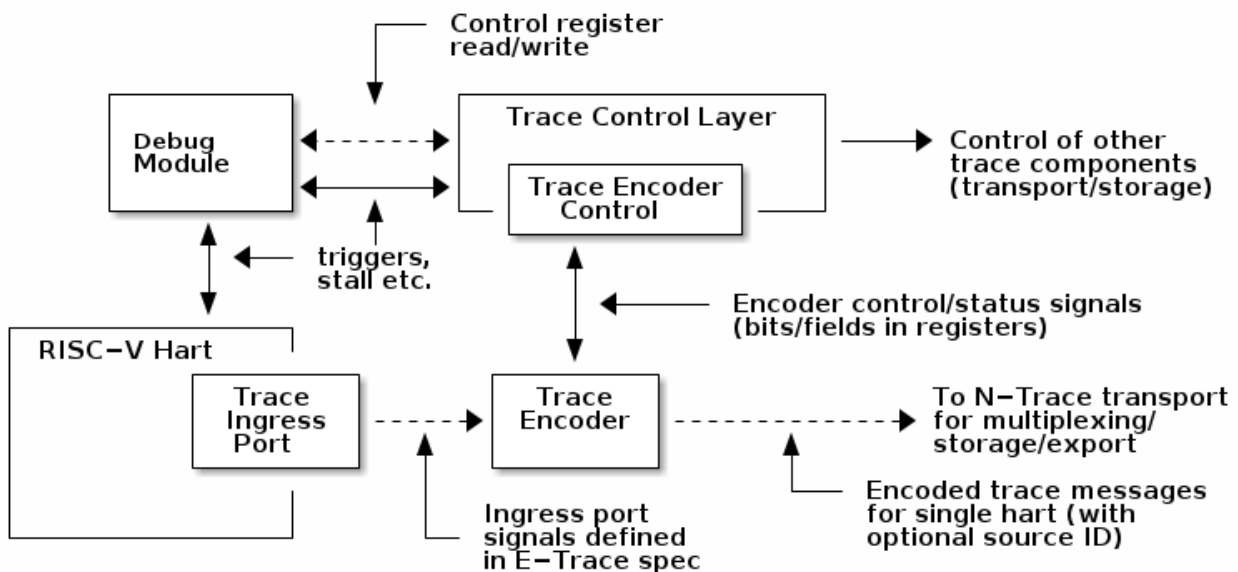 Control register
read/write
Debug
Module
Trace Control Layer
Trace Encoder
Control
Control of other
trace components
(transport/storage)
triggers,
stall etc.
Encoder control/status signals
(bits/fields in registers)
RISC−V Hart
Trace
Ingress
Port
Trace
Encoder
To N−Trace transport
for multiplexing/
storage/export
Ingress port
signals defined
in E−Trace spec
Encoded trace messages
for single hart (with
optional source ID)